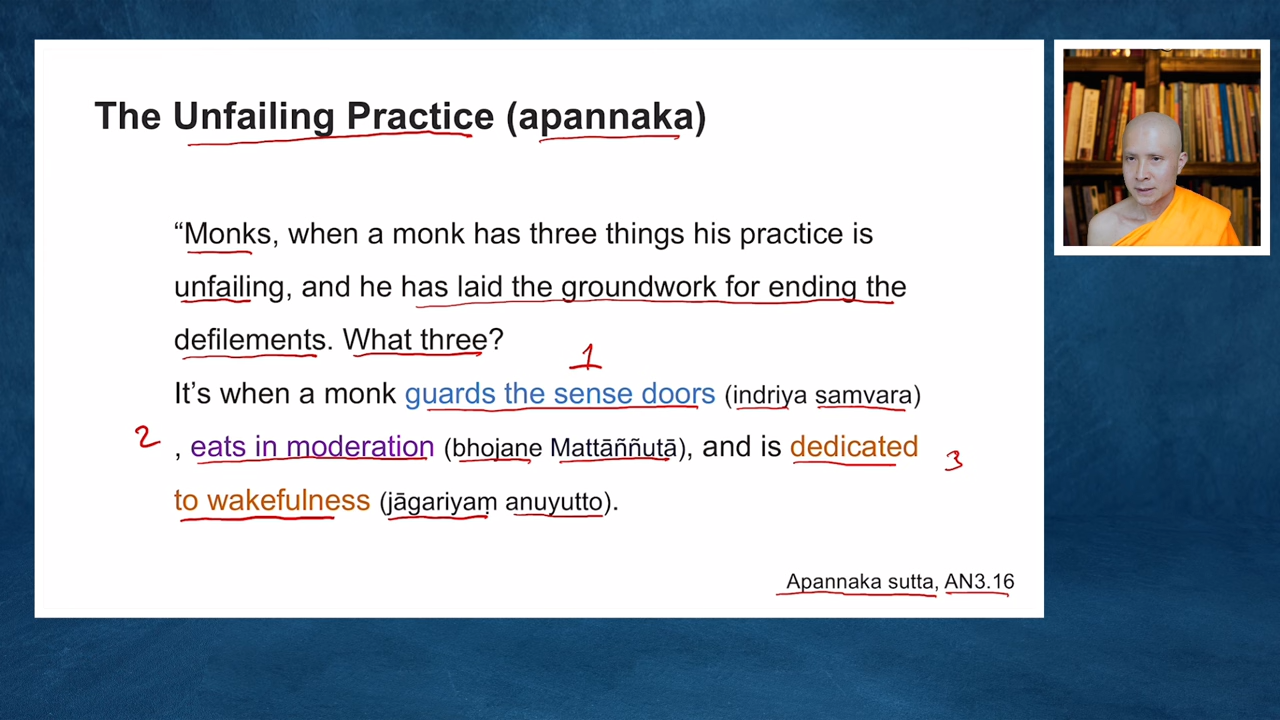 The Unfailing Practice (apannaka)
“Monks, when a monk has three things his practice is
unfailing, and he has laid the groundwork for ending the
defilements. What three?
1
It’s when a monk guards the sense doors (indriya samvara)
2 , eats in moderation (bhojane Mattāññutā), and is dedicated 3
to wakefulness (jāgariyaṃ anuyutto).
Apannaka sutta, AN3.16